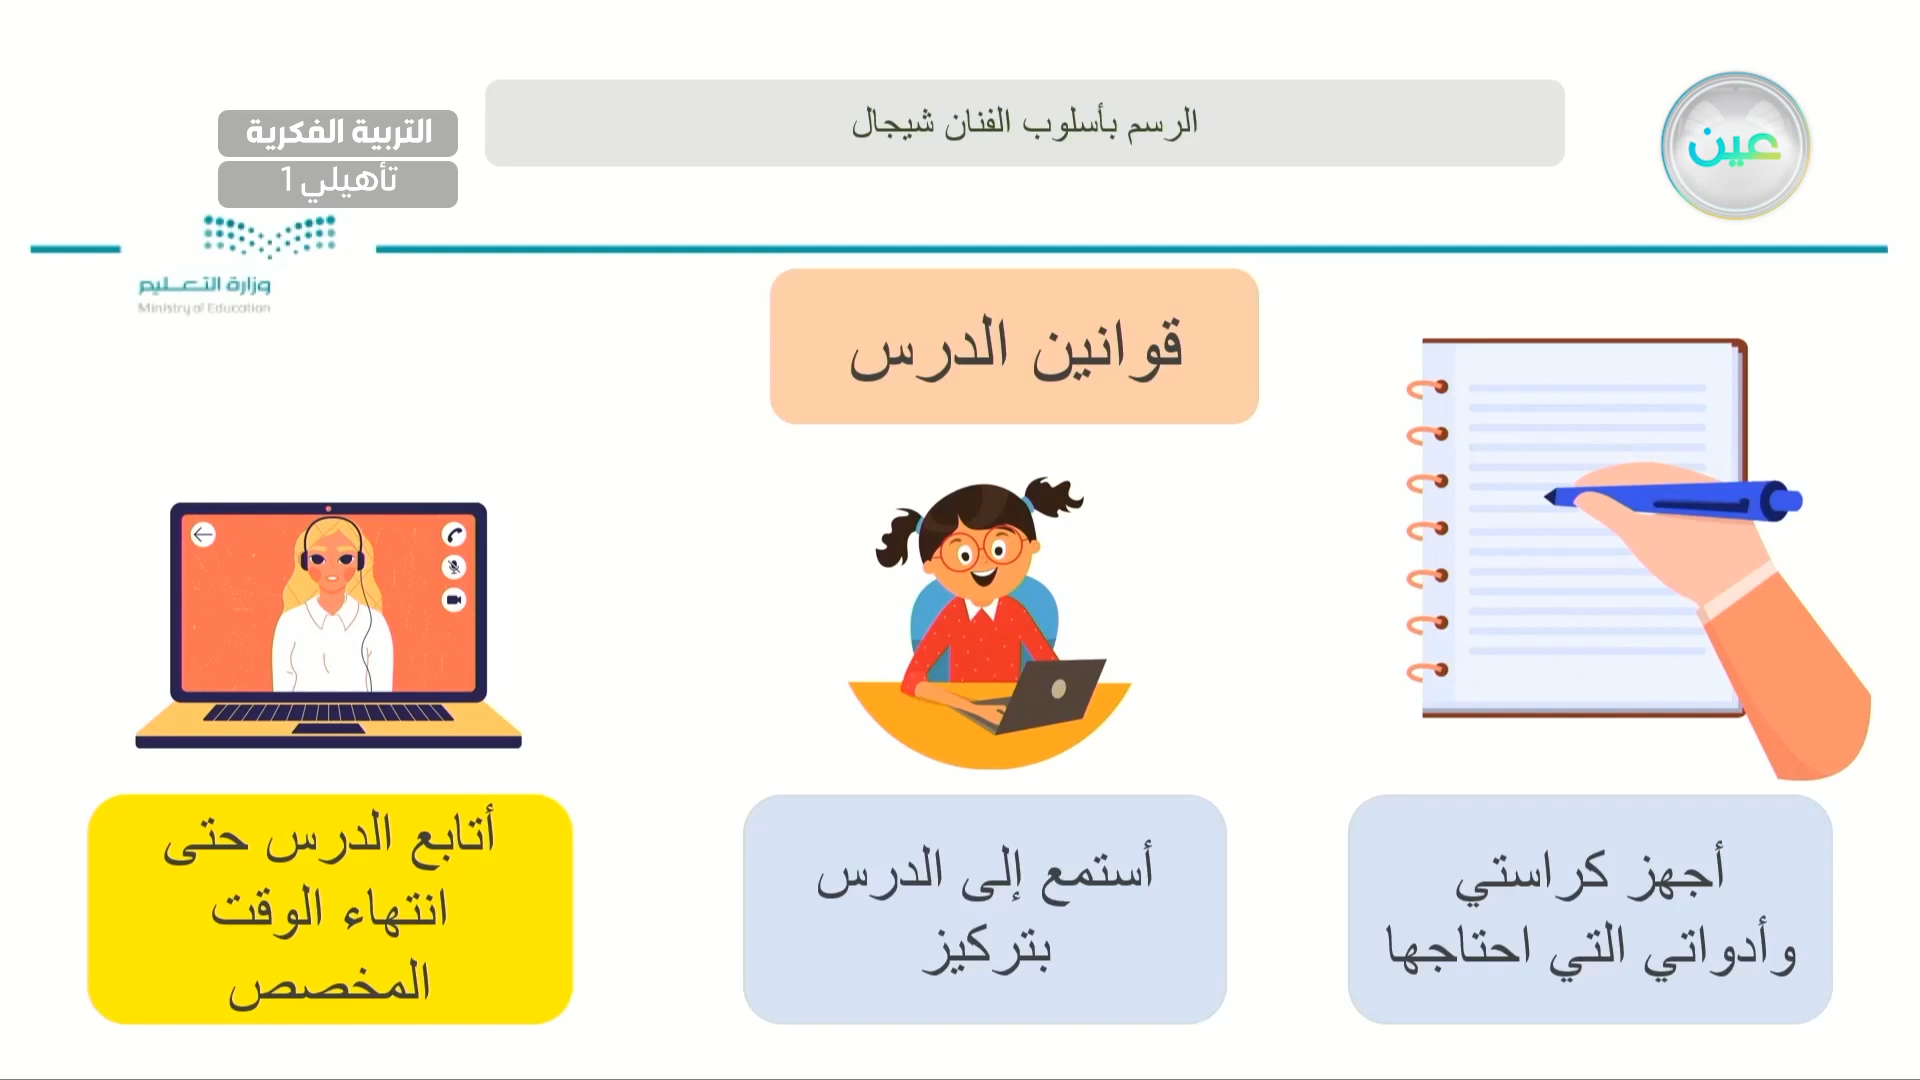 الرسم بأسلوب الفنان شيجال
عين
التربية الفكرية
تأهيلي 1
وزارة التعليم
Ministry of Education
قوانين الدرس
أجهز كراستي
وأدواتي التي احتاجها
أستمع إلى الدرس
بتركيز
أتابع الدرس حتى
انتهاء الوقت
المخصص